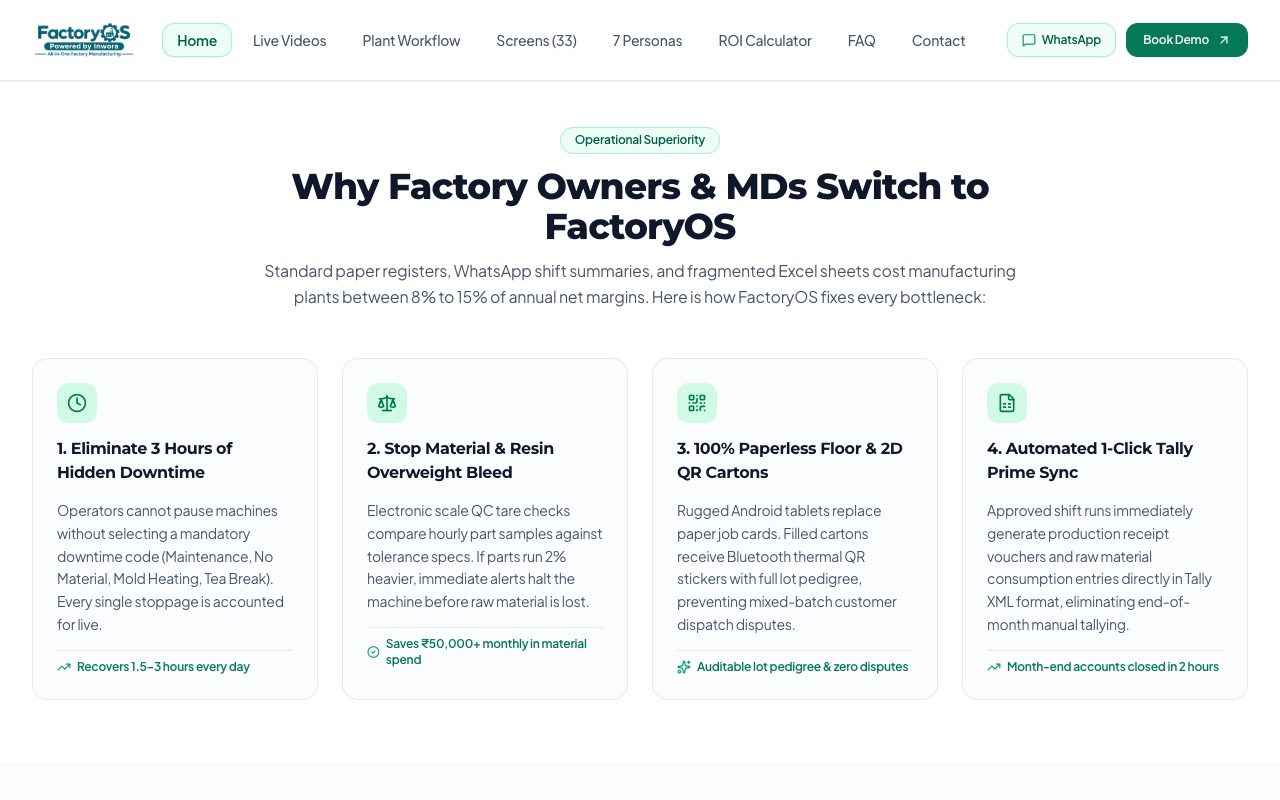 FactoryOS
Powered by Inwora
All-in-One Factory Manufacturing
Home
Live Videos
Plant Workflow
Screens (33)
7 Personas
ROI Calculator
FAQ
Contact
WhatsApp
Book Demo
Operational Superiority
Why Factory Owners & MDs Switch to
FactoryOS
Standard paper registers, WhatsApp shift summaries, and fragmented Excel sheets cost manufacturing
plants between 8% to 15% of annual net margins. Here is how FactoryOS fixes every bottleneck:
1. Eliminate 3 Hours of
Hidden Downtime
Operators cannot pause machines
without selecting a mandatory
downtime code (Maintenance, No
Material, Mold Heating, Tea Break).
Every single stoppage is accounted
for live.
Recovers 1.5–3 hours every day
2. Stop Material & Resin
Overweight Bleed
Electronic scale QC tare checks
compare hourly part samples against
tolerance specs. If parts run 2%
heavier, immediate alerts halt the
machine before raw material is lost.
Saves ₹50,000+ monthly in material
spend
3. 100% Paperless Floor & 2D
QR Cartons
Rugged Android tablets replace
paper job cards. Filled cartons
receive Bluetooth thermal QR
stickers with full lot pedigree,
preventing mixed-batch customer
dispatch disputes.
Auditable lot pedigree & zero disputes
4. Automated 1-Click Tally
Prime Sync
Approved shift runs immediately
generate production receipt
vouchers and raw material
consumption entries directly in Tally
XML format, eliminating end-of-
month manual tallying.
Month-end accounts closed in 2 hours